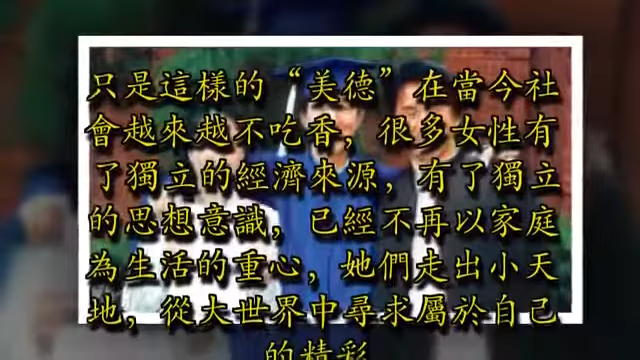 只是這樣的“美德”在當今社
會越來越不吃香，很多女性有
了獨立的經濟來源，有了獨立
的思想意識，已經不再以家庭
為生活的重心，她們走出小天
地，從大世界中尋求屬於自己
的精彩